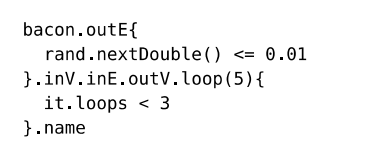 bacon.outE{
  rand.nextDouble() <= 0.01
}.inV.inE.outV.loop(5){
  it.loops < 3
}.name